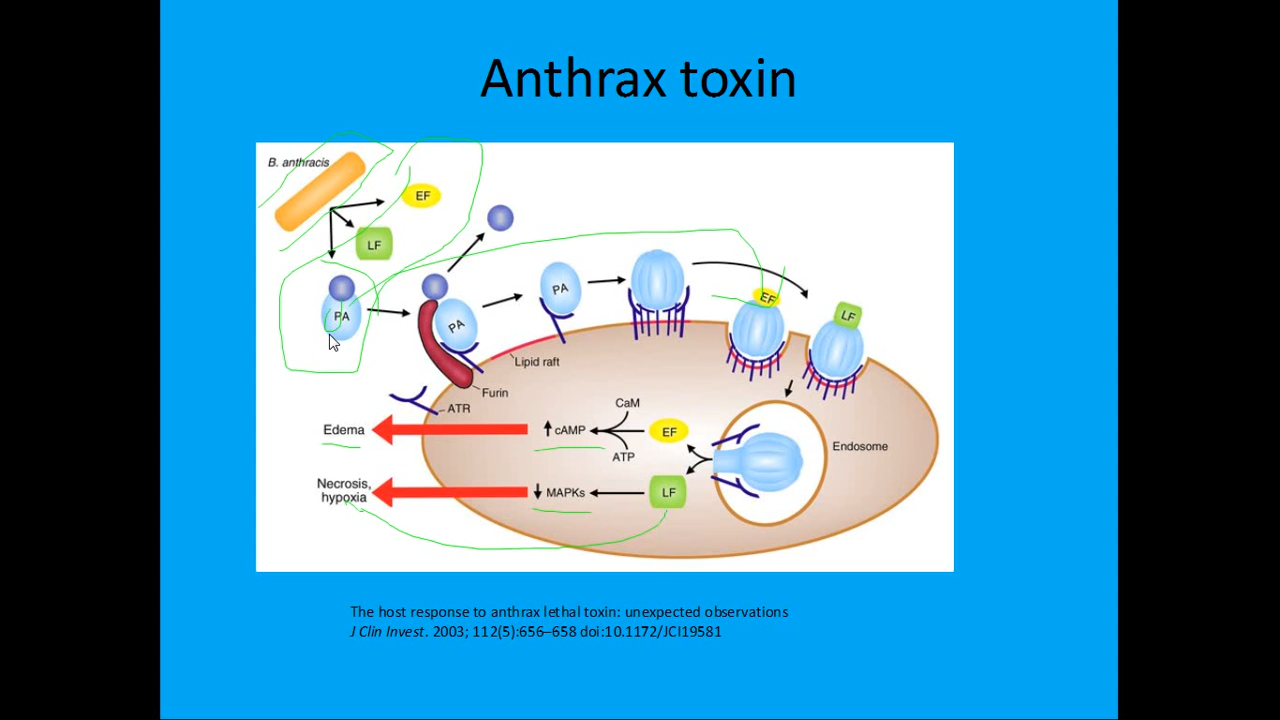 Anthrax toxin
B. anthracis
EF
LF
PA
PA
PA
EF
LF
Lipid raft
Furin
ATR
CaM
Edema
↑ cAMP
EF
ATP
Endosome
Necrosis,
hypoxia
↓ MAPKs
LF
The host response to anthrax lethal toxin: unexpected observations
J Clin Invest. 2003; 112(5):656–658 doi:10.1172/JCI19581